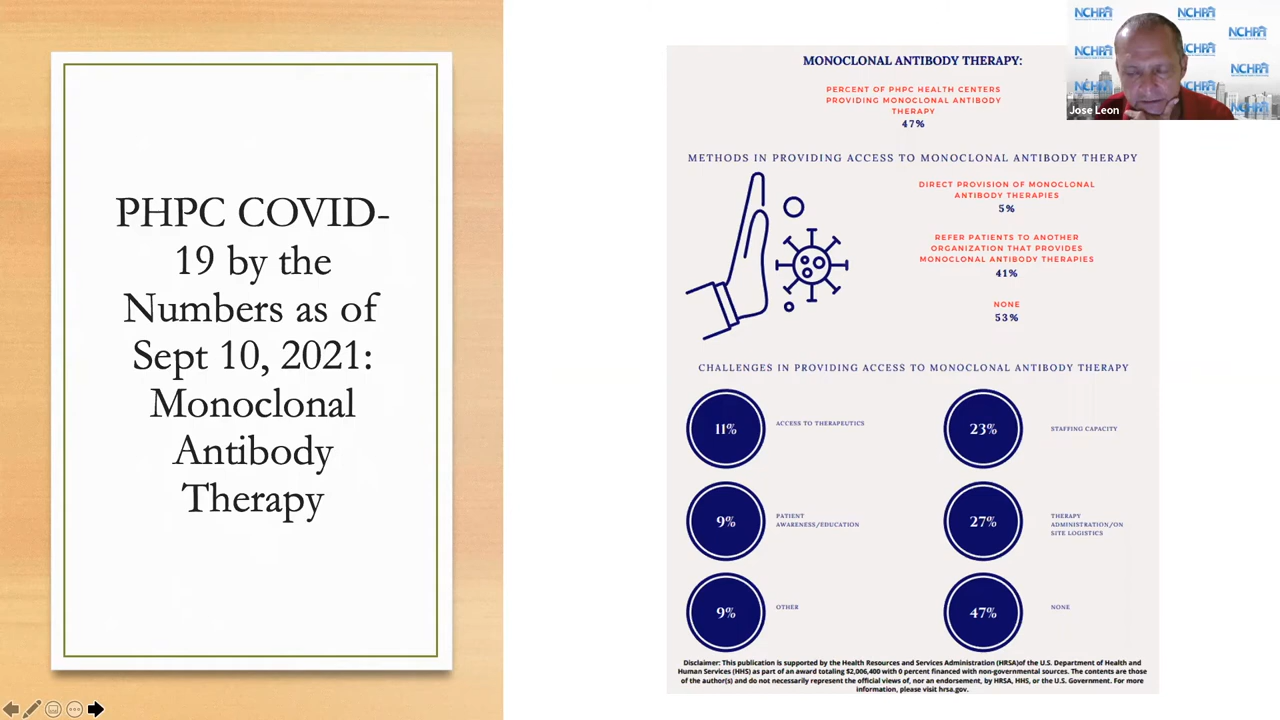 PHPC COVID-
19 by the
Numbers as of
Sept 10, 2021:
Monoclonal
Antibody
Therapy
MONOCLONAL ANTIBODY THERAPY:
PERCENT OF PHPC HEALTH CENTERS
PROVIDING MONOCLONAL ANTIBODY
THERAPY
47%
METHODS IN PROVIDING ACCESS TO MONOCLONAL ANTIBODY THERAPY
DIRECT PROVISION OF MONOCLONAL
ANTIBODY THERAPIES
5%
REFER PATIENTS TO ANOTHER
ORGANIZATION THAT PROVIDES
MONOCLONAL ANTIBODY THERAPIES
41%
NONE
53%
CHALLENGES IN PROVIDING ACCESS TO MONOCLONAL ANTIBODY THERAPY
11%
ACCESS TO THERAPEUTICS
23%
STAFFING CAPACITY
9%
PATIENT
AWARENESS/EDUCATION
27%
THERAPY
ADMINISTRATION/ON
SITE LOGISTICS
9%
OTHER
47%
NONE
Disclaimer: This publication is supported by the Health Resources and Services Administration (HRSA)of the U.S. Department of Health and
Human Services (HHS) as part of an award totaling $2,006,400 with 0 percent financed with non-governmental sources. The contents are those
of the author(s) and do not necessarily represent the official views of, nor an endorsement, by HRSA, HHS, or the U.S. Government. For more
information, please visit hrsa.gov.
NCHPH
NCHPH
NCHPH
NCHPH
NCHPH
NCHPH
NCHPH
Jose Leon